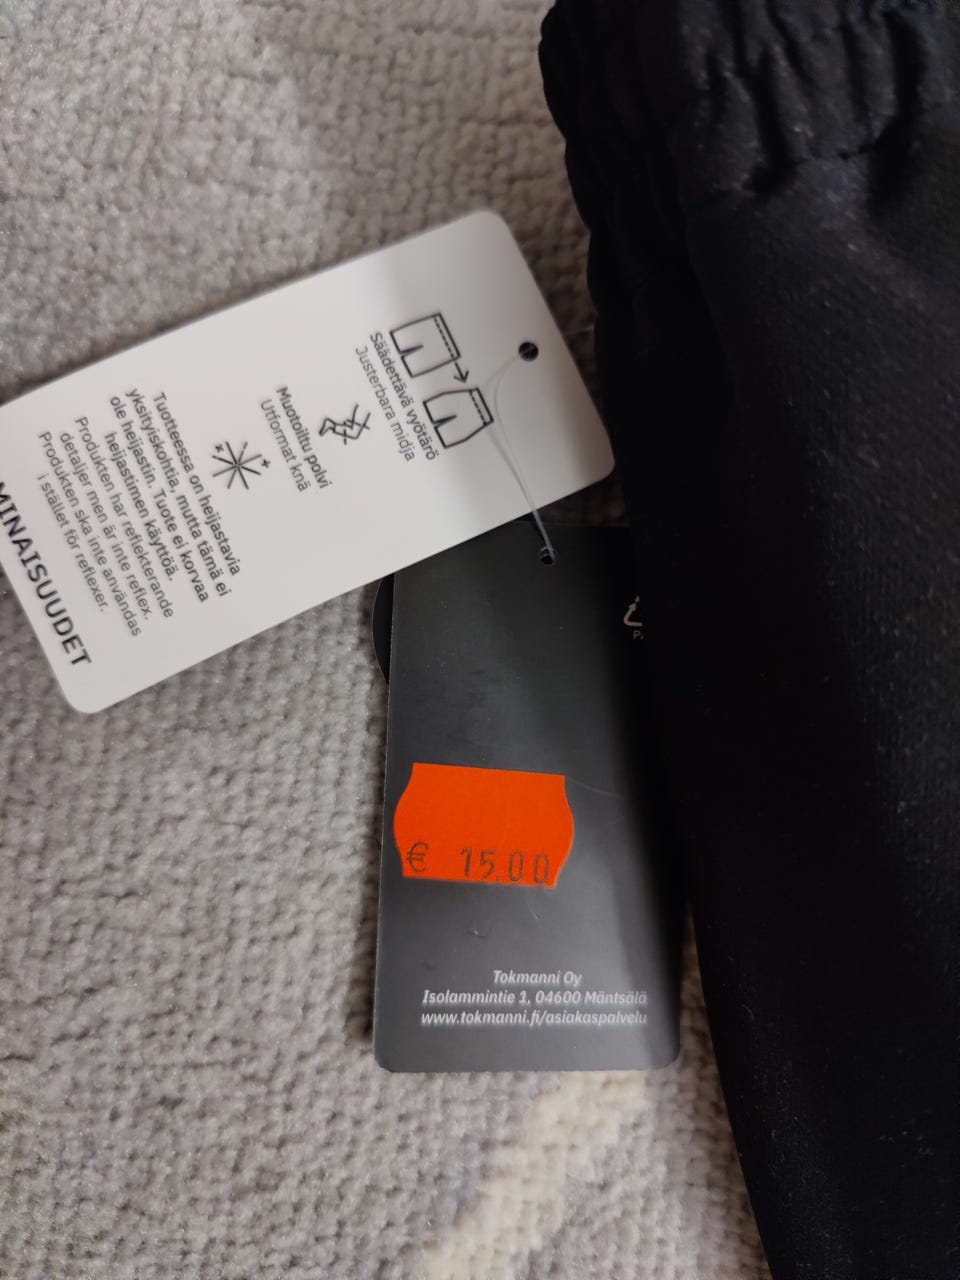 Säädettävä vyötärö
Justerbara midja
Muotoiltu polvi
Utformat knä
Tuotteessa on heijastavia
yksityiskohtia, mutta tämä ei
ole heijastin. Tuote ei korvaa
heijastimen käyttöä.
Produkten har reflekterande
detaljer men är inte reflex.
Produkten ska inte användas
i stället för reflexer.
MINAISUUDET
€ 15.00
Tokmanni Oy
Isolammintie 1, 04600 Mäntsälä
www.tokmanni.fi/asiakaspalvelu